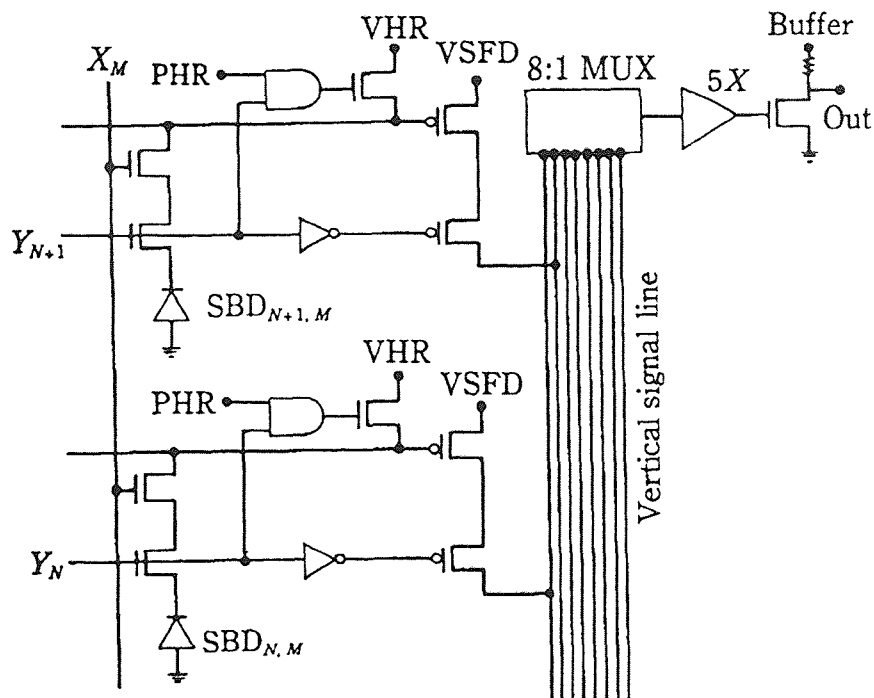 VHR
Buffer
X_M
VSFD
PHR
8:1 MUX
5X
Out
Y_{N+1}
SBD_{N+1, M}
Vertical signal line
VHR
VSFD
PHR
Y_N
SBD_{N, M}